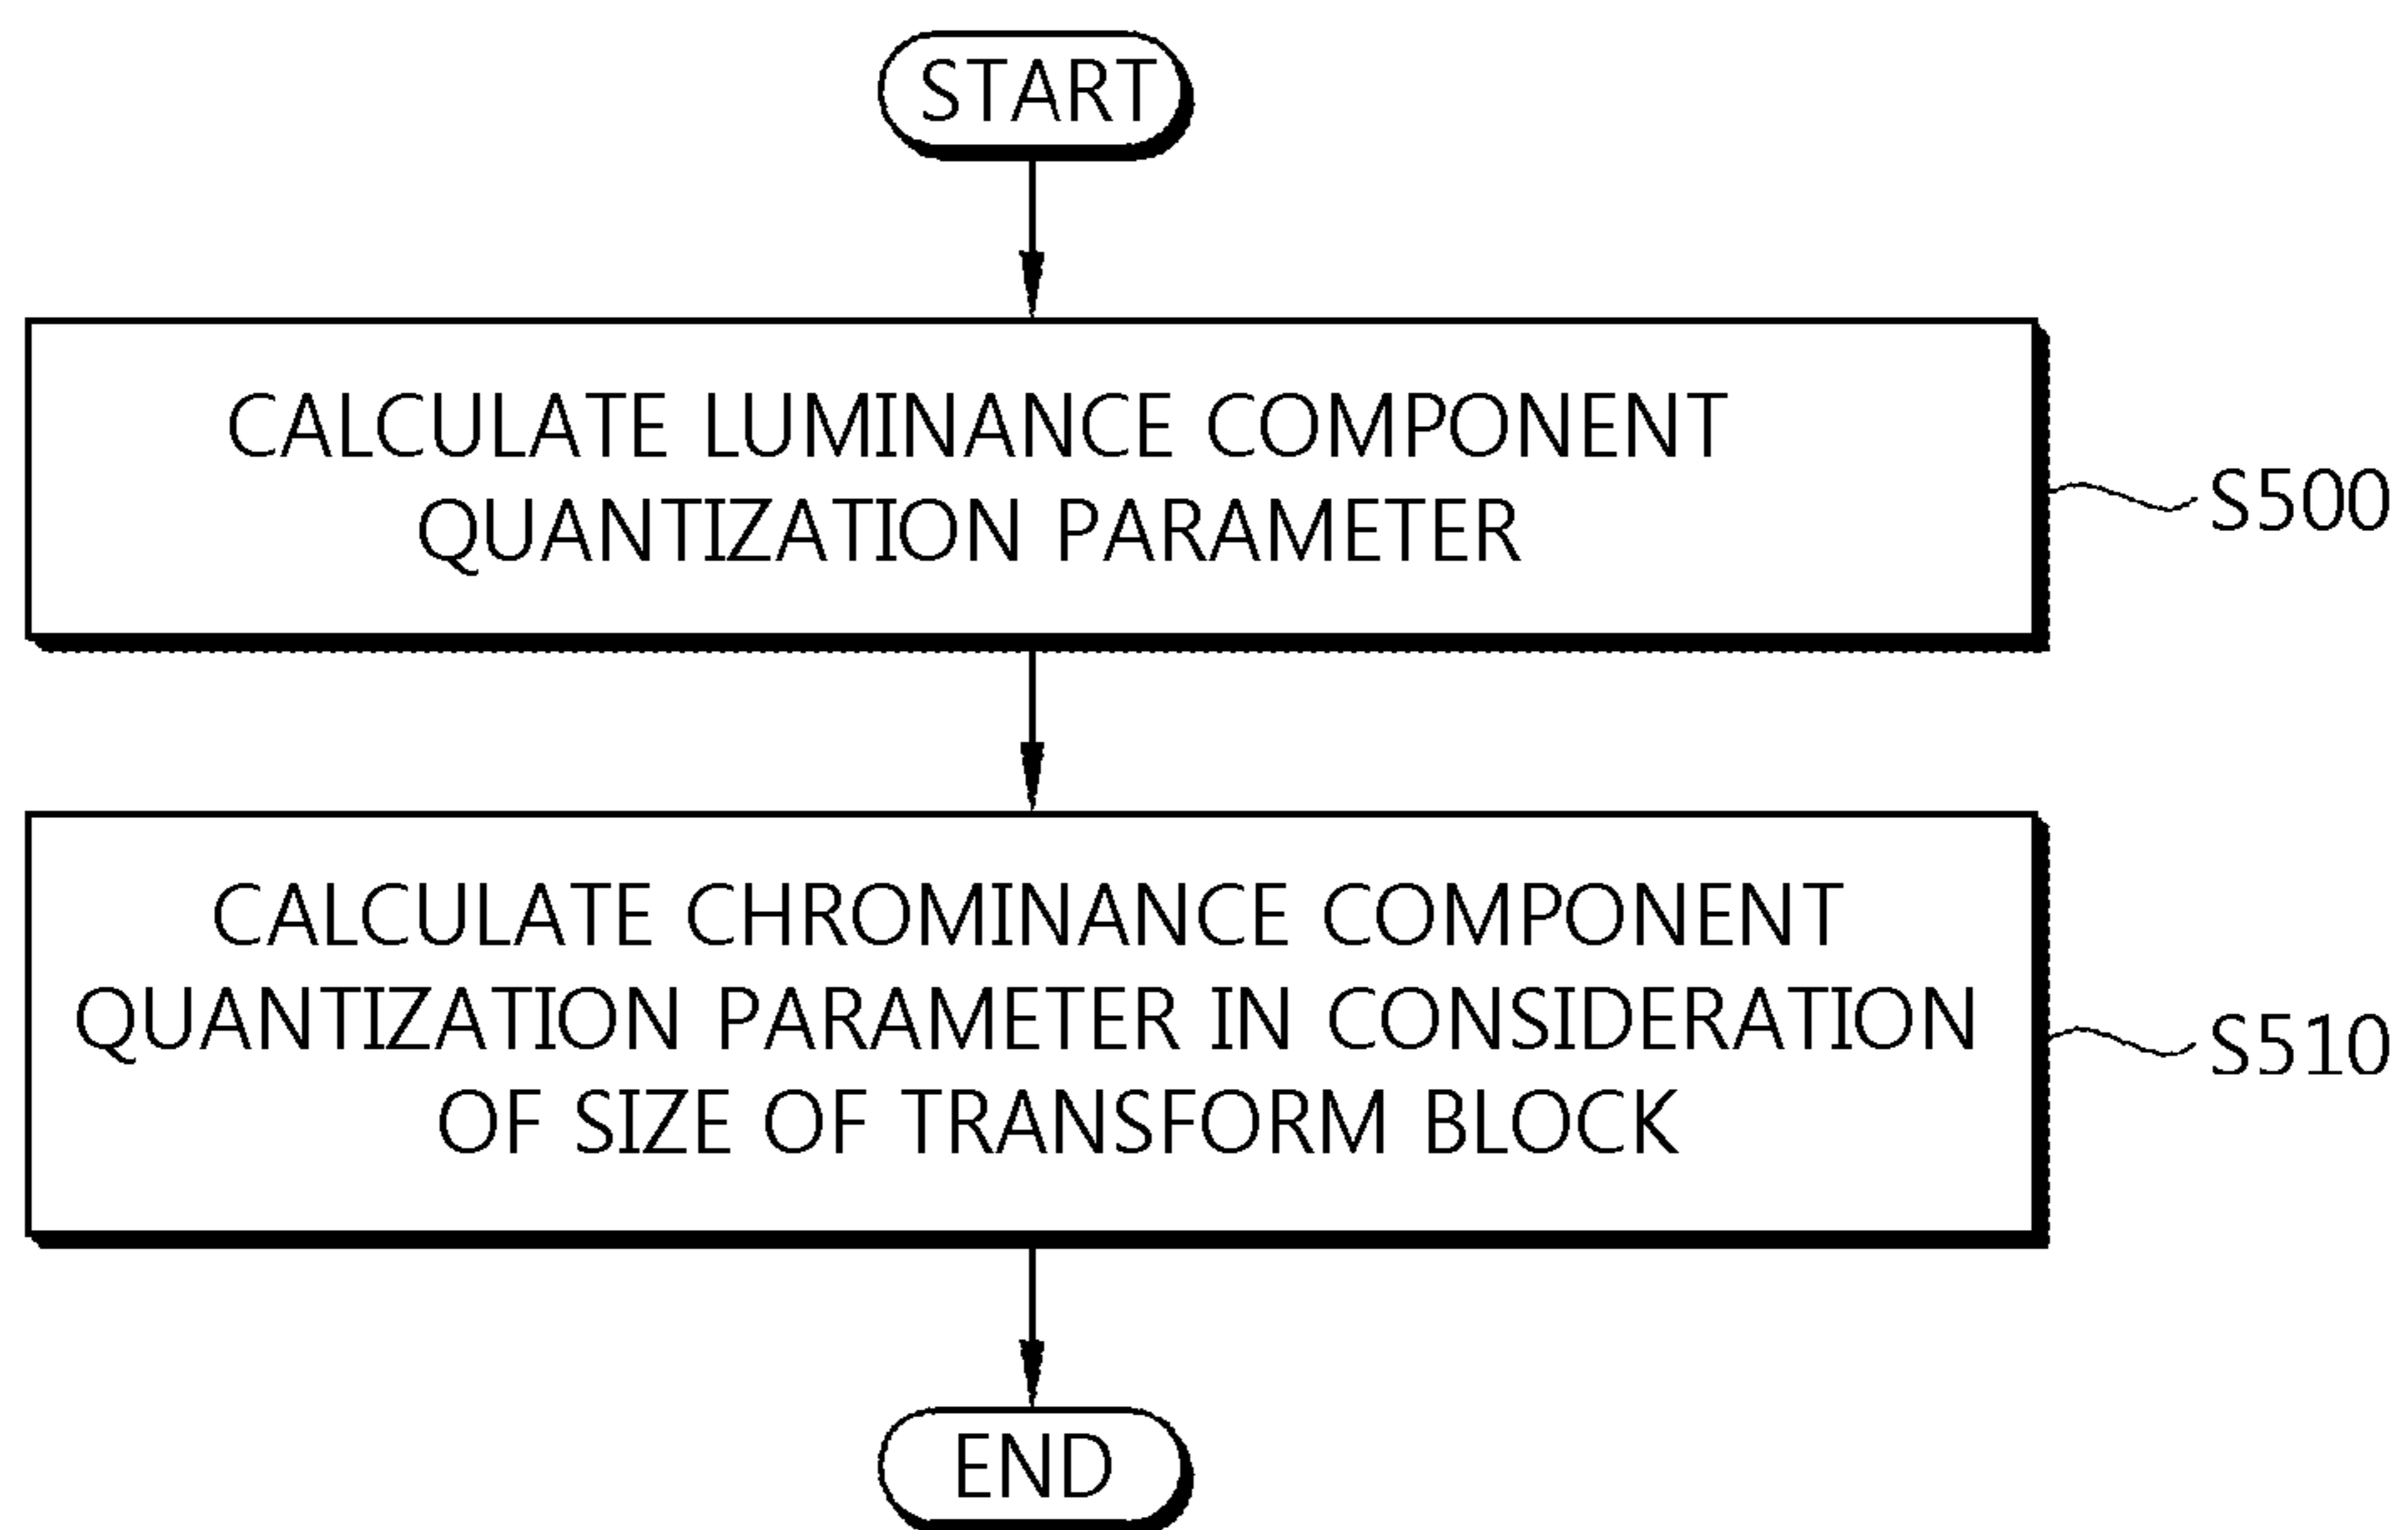 START
CALCULATE LUMINANCE COMPONENT
QUANTIZATION PARAMETER
S500
CALCULATE CHROMINANCE COMPONENT
QUANTIZATION PARAMETER IN CONSIDERATION
OF SIZE OF TRANSFORM BLOCK
S510
END